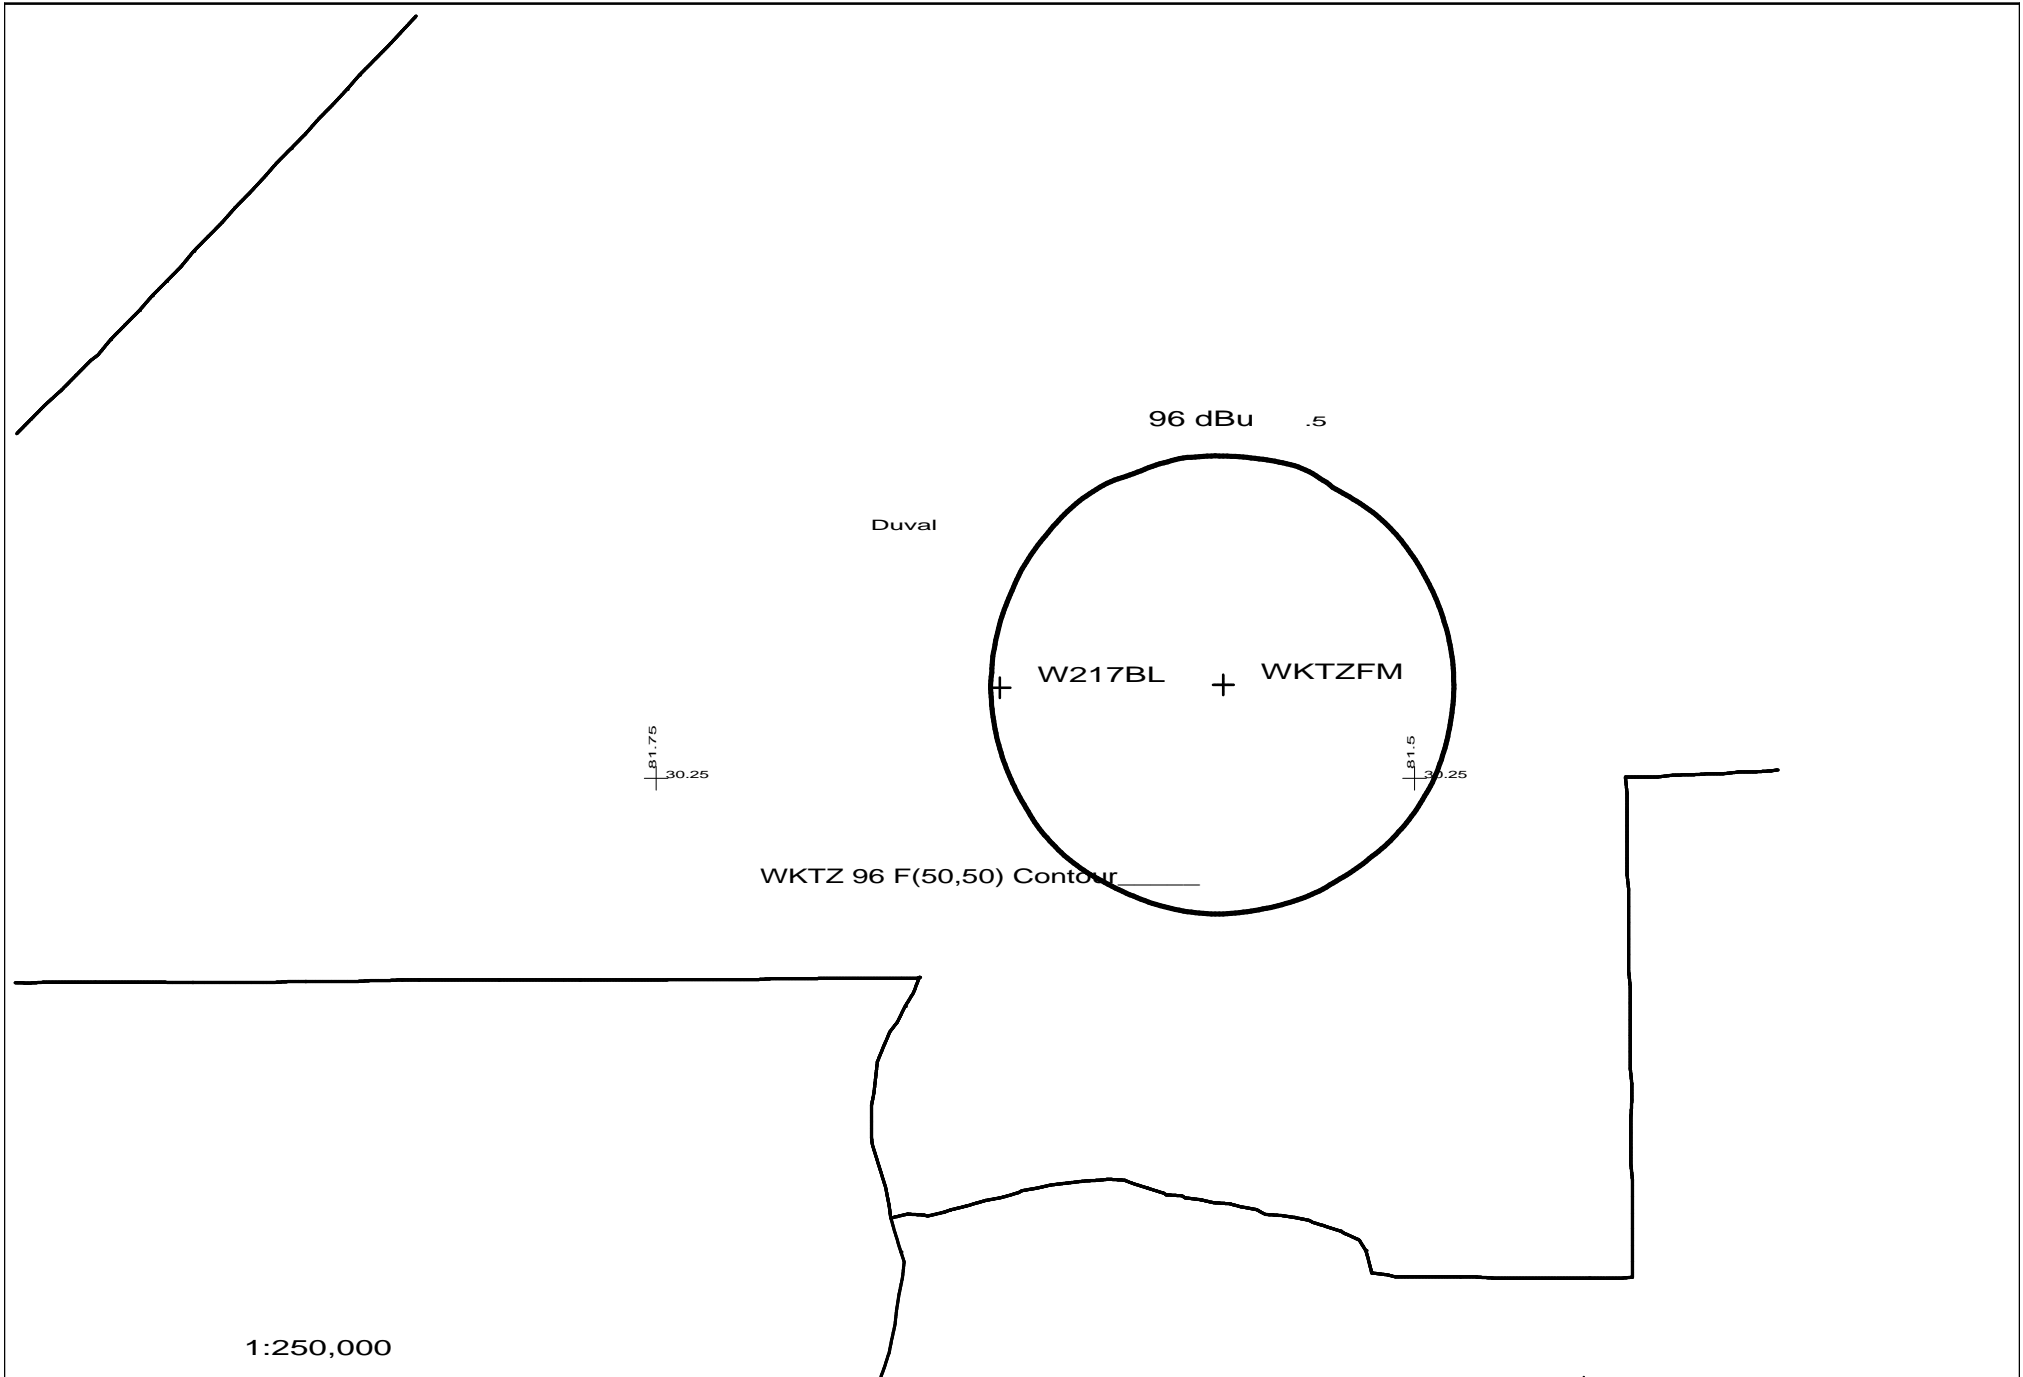 96 dBu .5
Duval
W217BL WKTZFM
81.75 30.25
81.5 30.25
WKTZ 96 F(50,50) Contour______
1:250,000